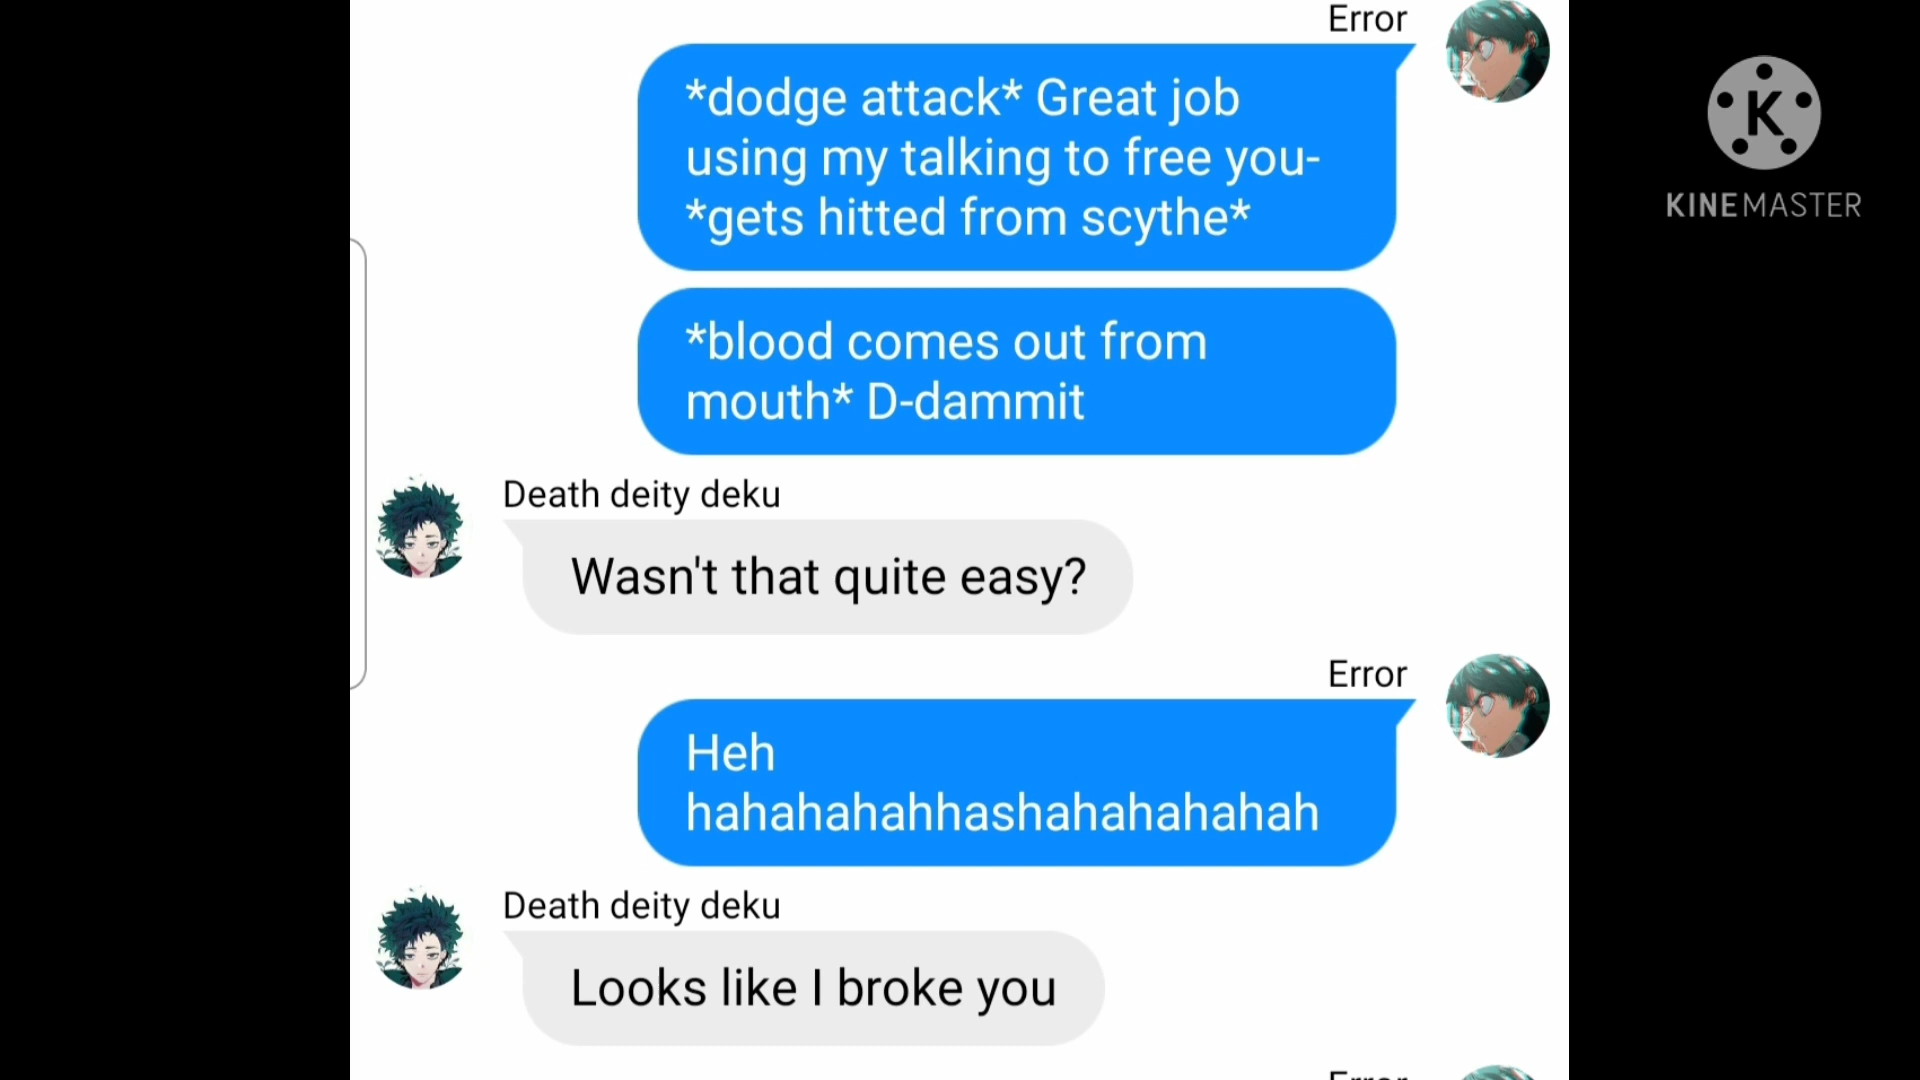 Error
*dodge attack* Great job
using my talking to free you-
*gets hitted from scythe*
*blood comes out from
mouth* D-dammit
Death deity deku
Wasn't that quite easy?
Error
Heh
hahahahahhashahahahahah
Death deity deku
Looks like I broke you
Error
K
KINEMASTER